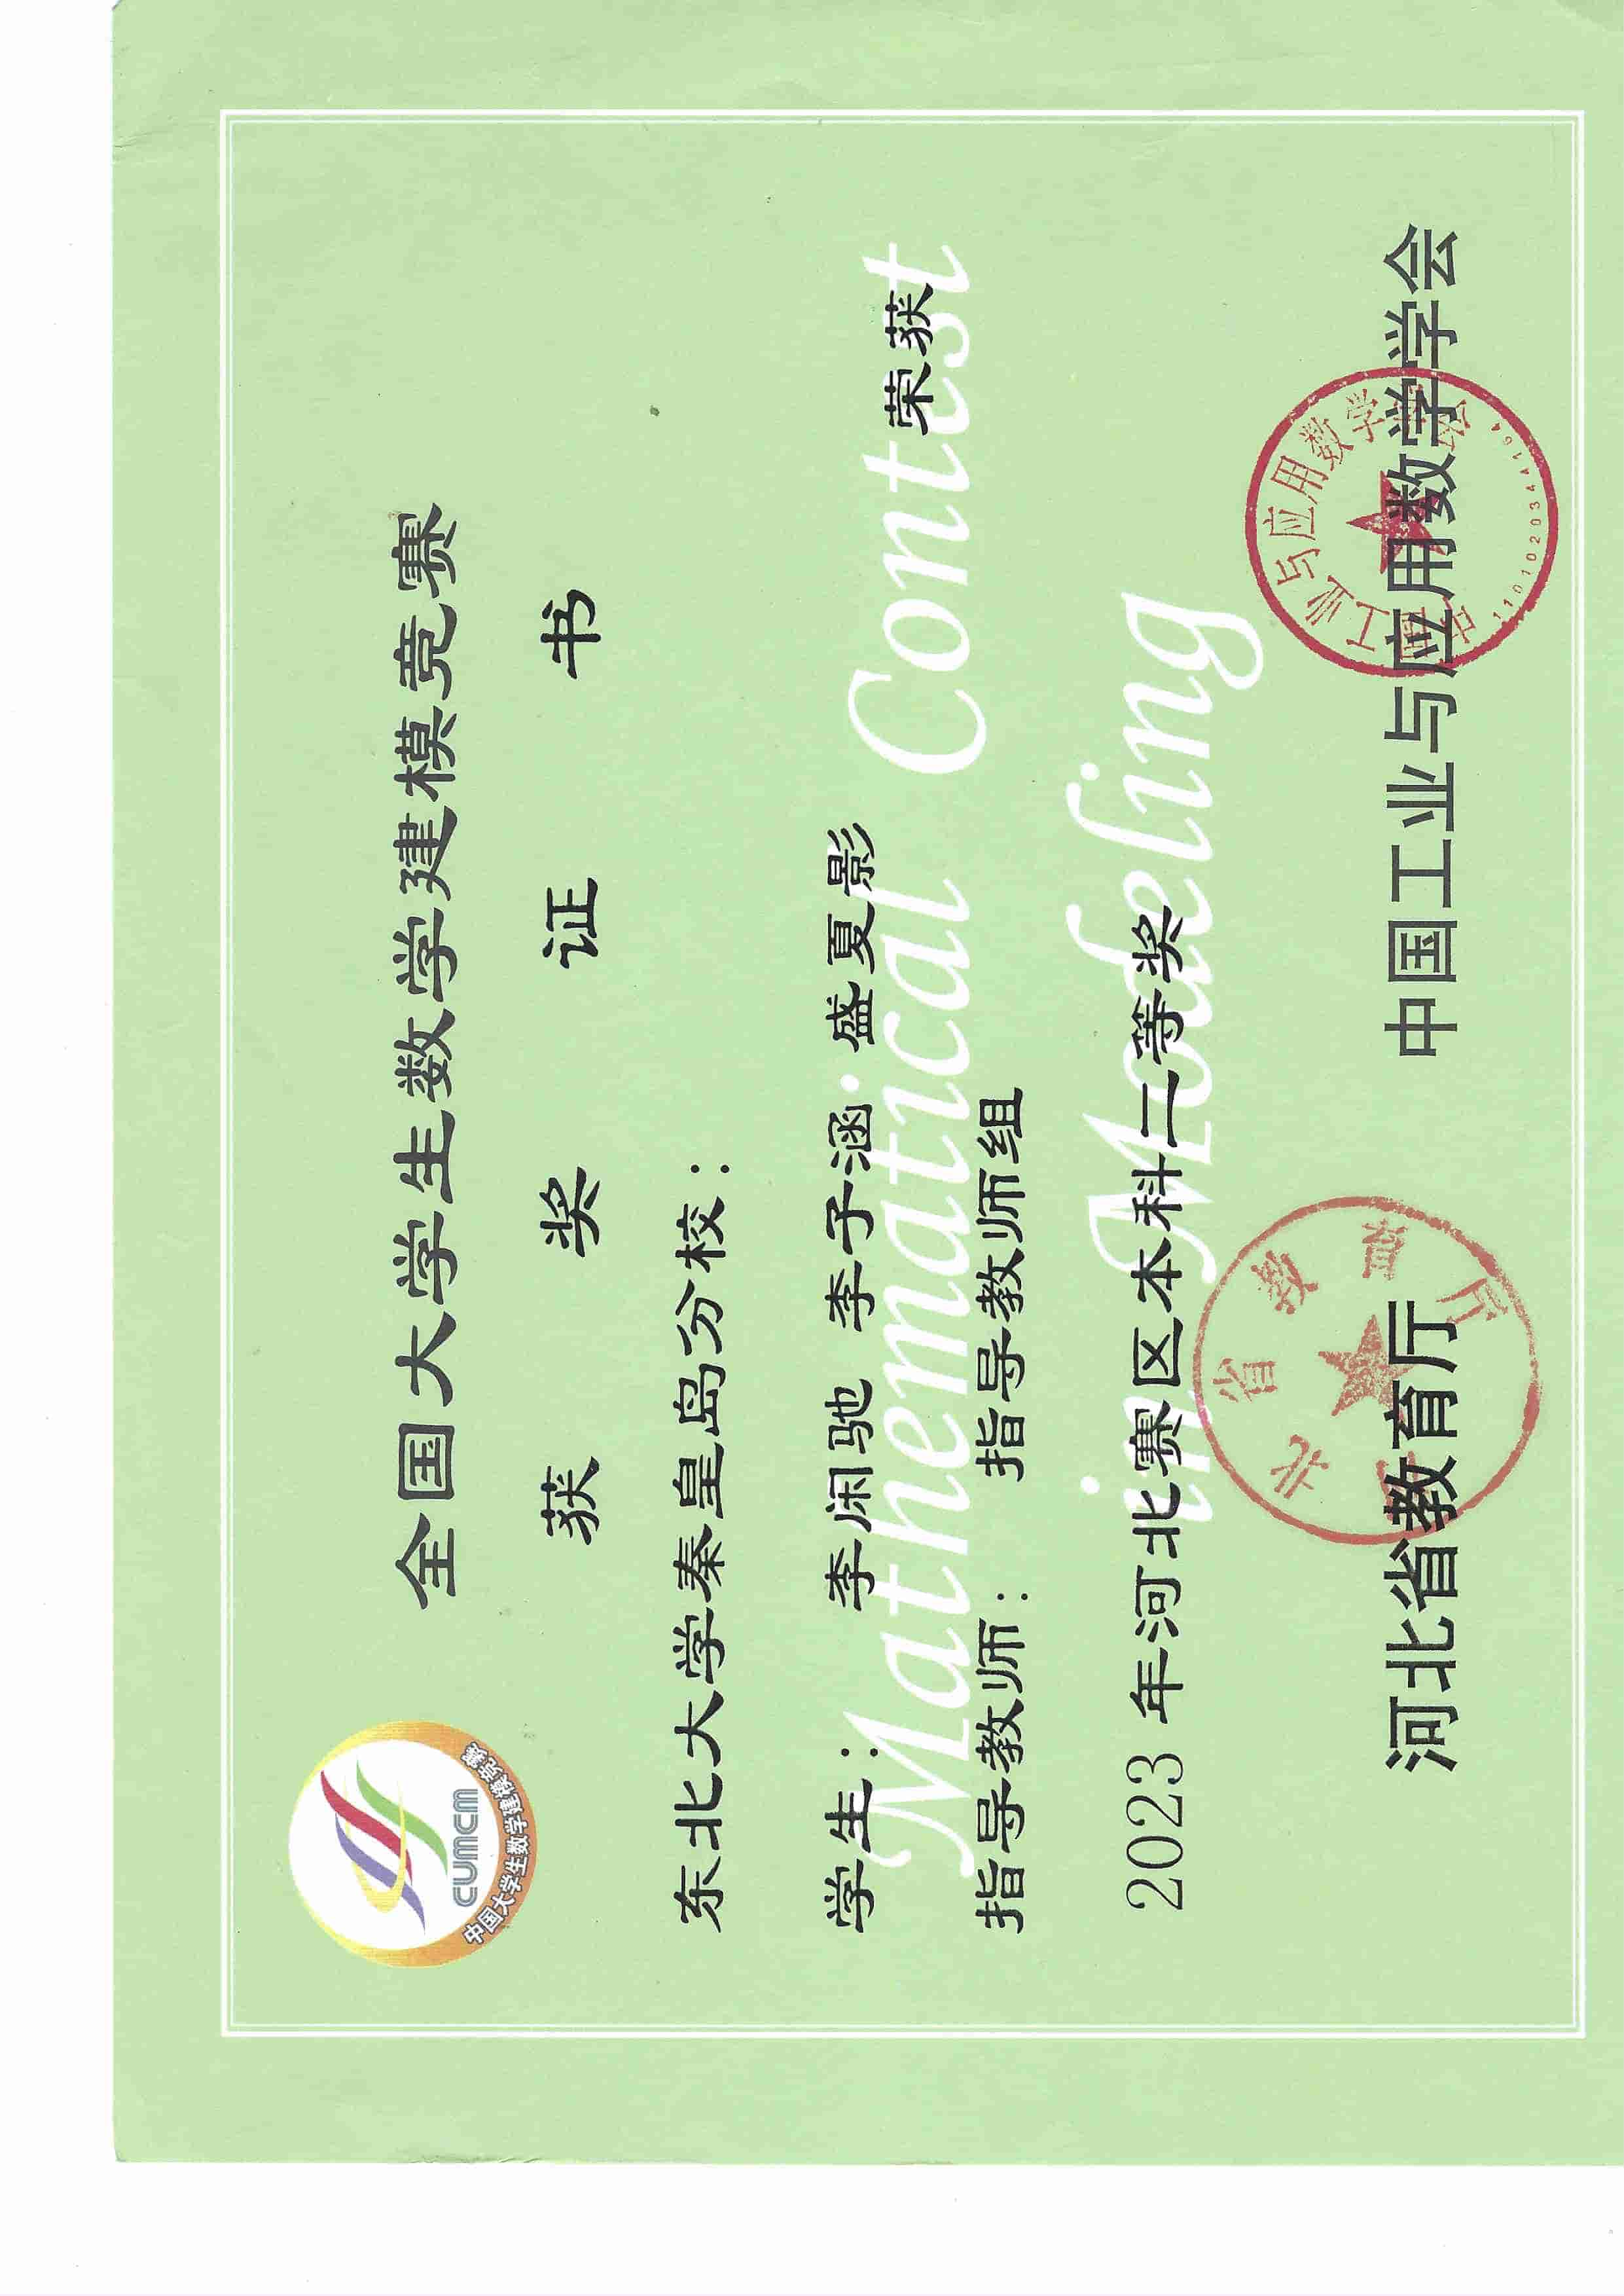 CUMCM
中国大学生数学建模竞赛
全国大学生数学建模竞赛
获奖证书
东北大学秦皇岛分校：
学生： 李闲驰 李子涵 盛夏影 荣获
指导教师： 指导教师组
2023 年河北赛区本科二等奖
Mathematical Contest
in Modeling
河北省教育厅 中国工业与应用数学学会
北省教育厅
中国工业与应用数学学会